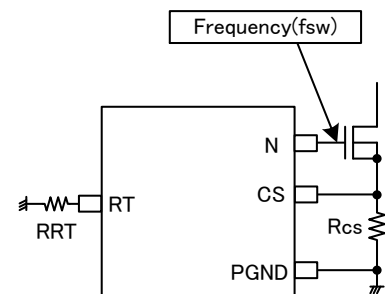 Frequency(fsw)
N
CS
RT
RRT
Rcs
PGND